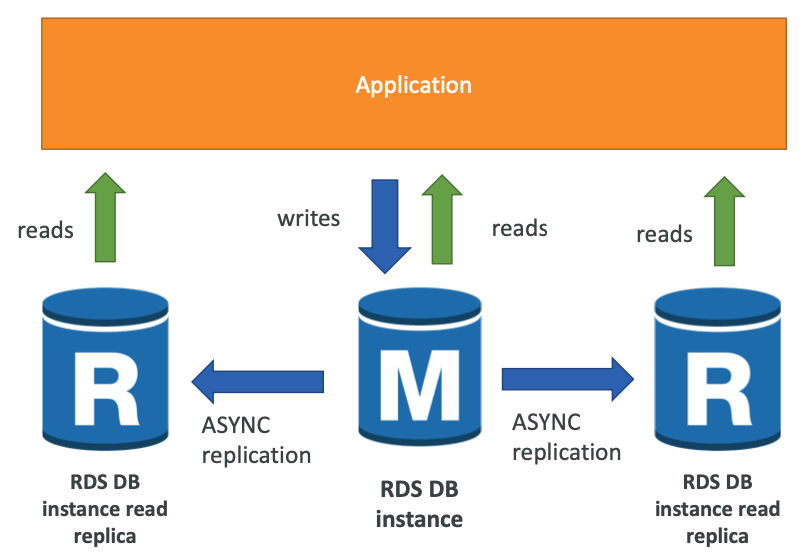 Application
reads
writes
reads
reads
R
M
R
ASYNC
replication
ASYNC
replication
RDS DB
instance read
replica
RDS DB
instance
RDS DB
instance read
replica